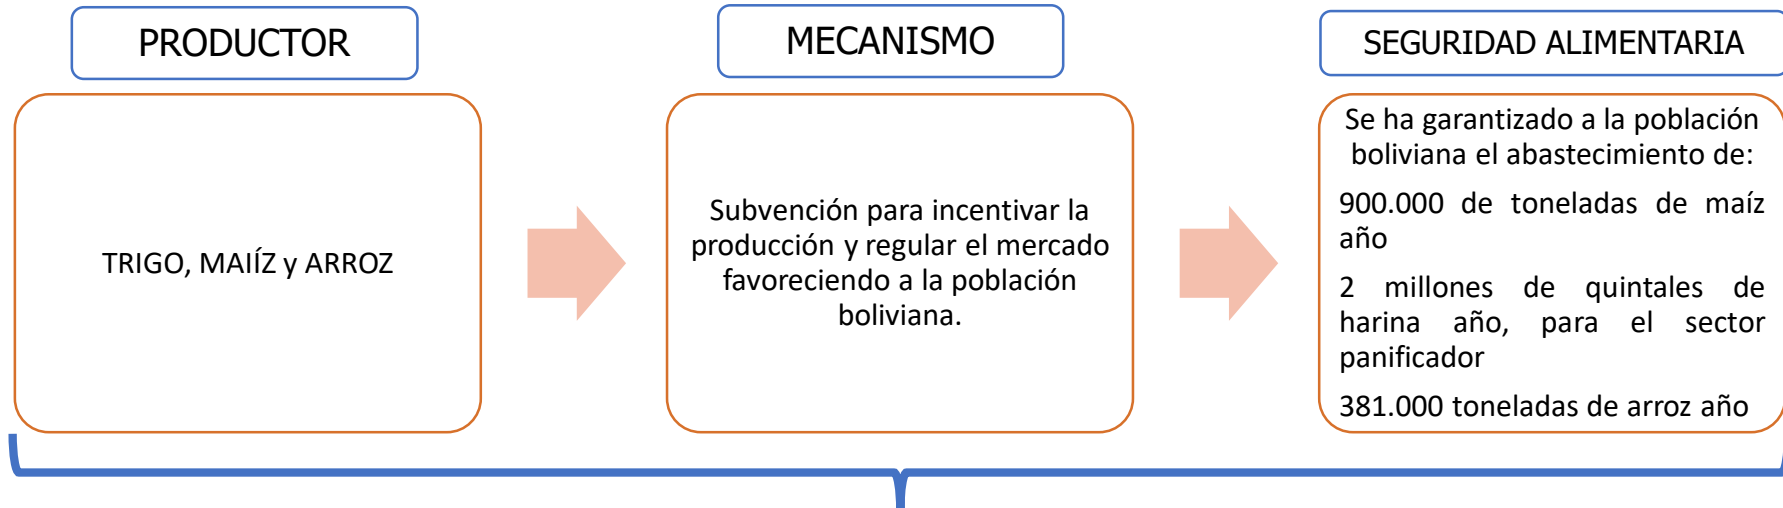 PRODUCTOR
TRIGO, MAIÍZ y ARROZ
MECANISMO
Subvención para incentivar la
producción y regular el mercado
favoreciendo a la población
boliviana.
SEGURIDAD ALIMENTARIA
Se ha garantizado a la población
boliviana el abastecimiento de:
900.000 de toneladas de maíz
año
2 millones de quintales de
harina año, para el sector
panificador
381.000 toneladas de arroz año